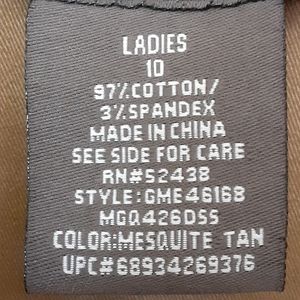 LADIES
10
97% COTTON/
3% SPANDEX
MADE IN CHINA
SEE SIDE FOR CARE
RN#52438
STYLE:GME46168
MGQ426DSS
COLOR:MESQUITE TAN
UPC#68934269376